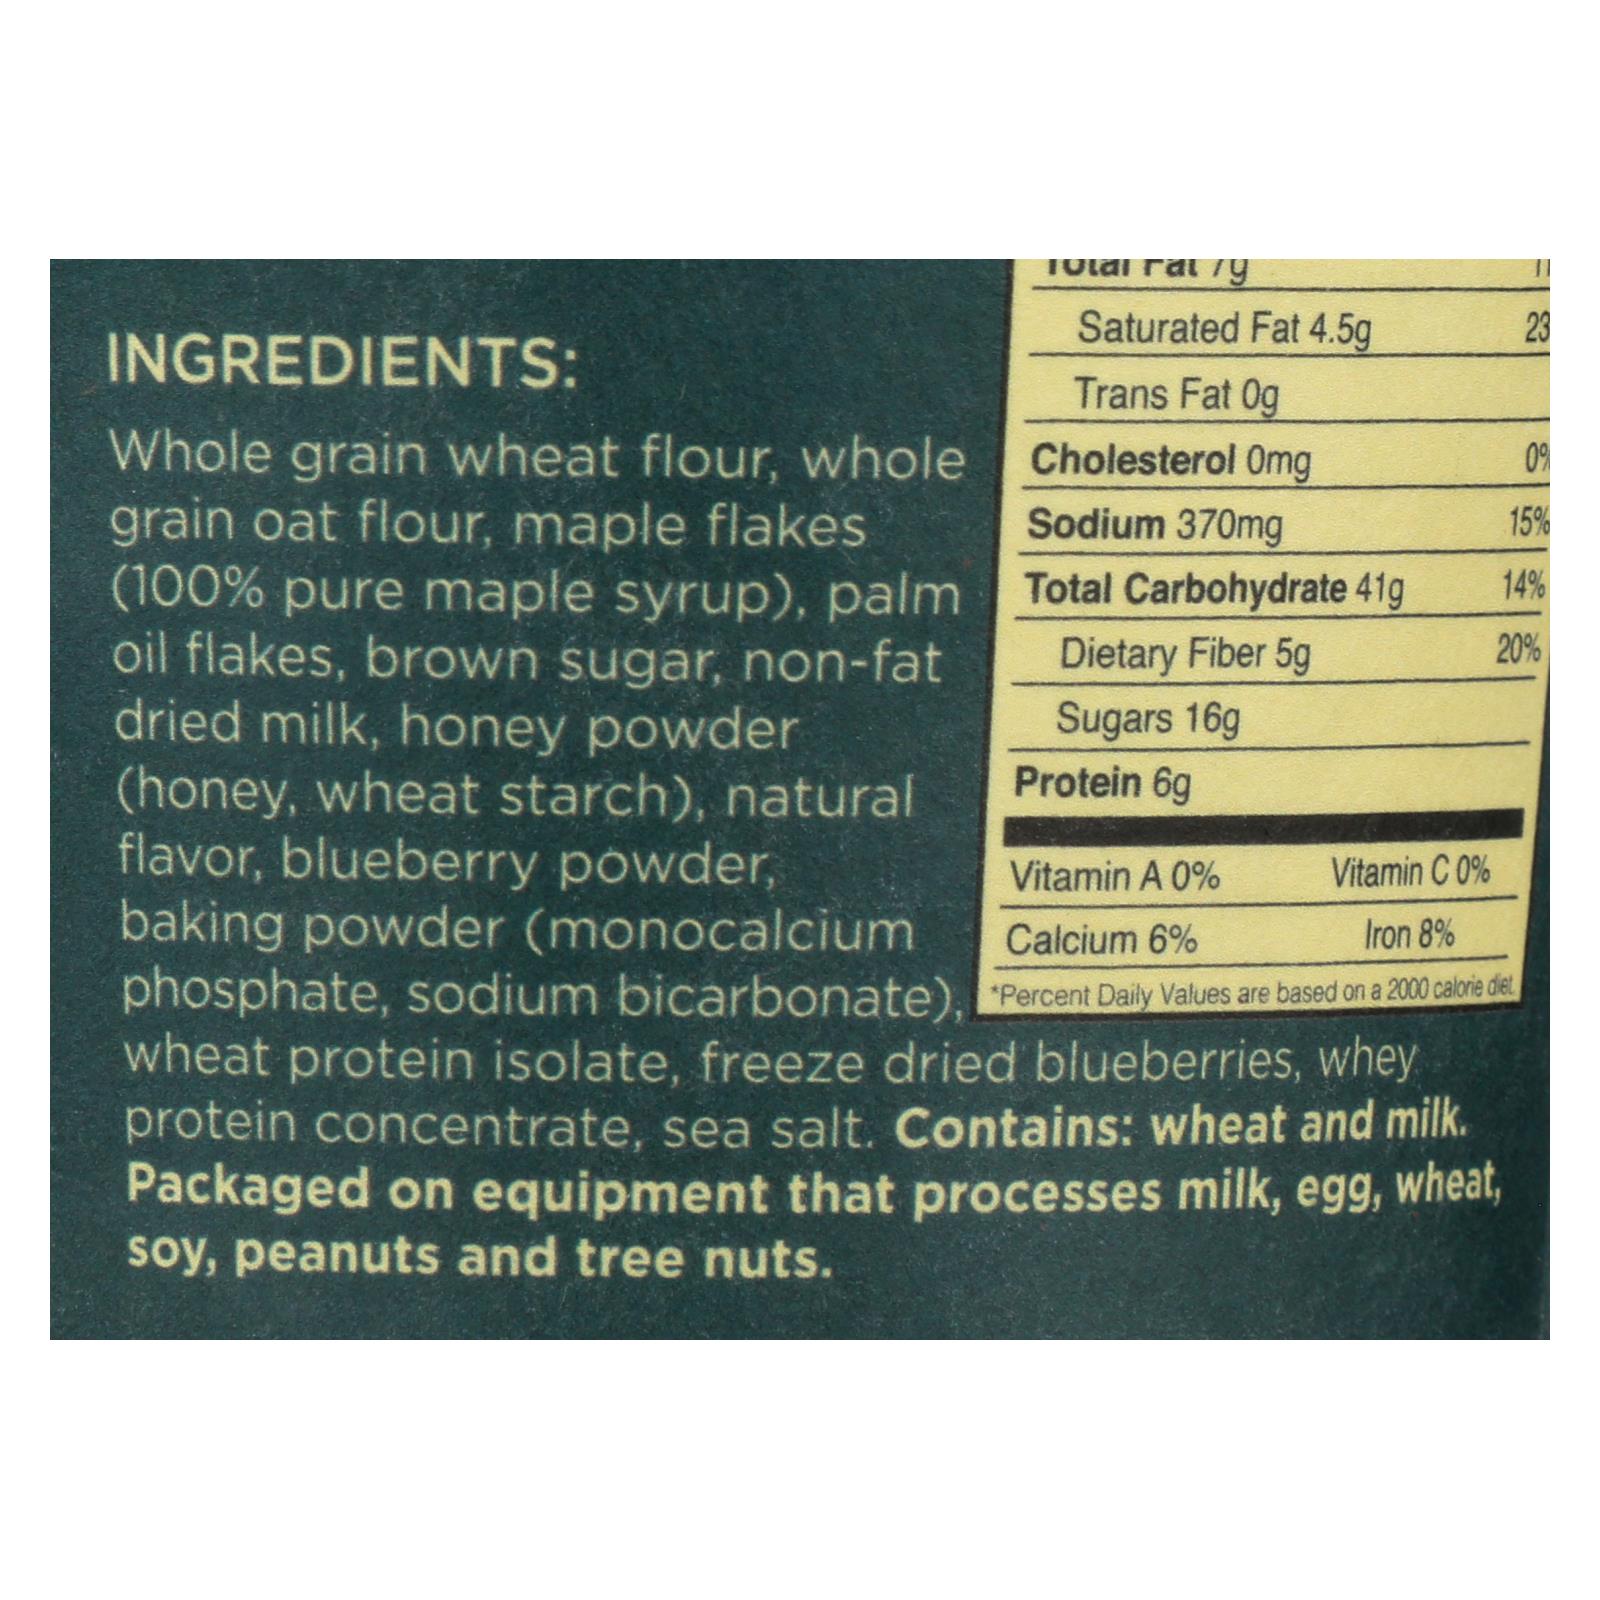 INGREDIENTS:
Whole grain wheat flour, whole
grain oat flour, maple flakes
(100% pure maple syrup), palm
oil flakes, brown sugar, non-fat
dried milk, honey powder
(honey, wheat starch), natural
flavor, blueberry powder,
baking powder (monocalcium
phosphate, sodium bicarbonate),
wheat protein isolate, freeze dried blueberries, whey
protein concentrate, sea salt. Contains: wheat and milk.
Packaged on equipment that processes milk, egg, wheat,
soy, peanuts and tree nuts.
Total Fat 7g
Saturated Fat 4.5g 23
Trans Fat 0g
Cholesterol 0mg 0%
Sodium 370mg 15%
Total Carbohydrate 41g 14%
Dietary Fiber 5g 20%
Sugars 16g
Protein 6g
Vitamin A 0% Vitamin C 0%
Calcium 6% Iron 8%
*Percent Daily Values are based on a 2000 calorie diet.